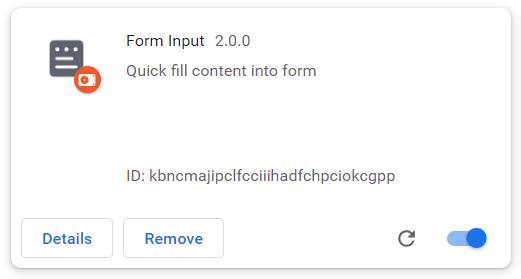 Form Input 2.0.0
Quick fill content into form
ID: kbncmajipclfcciiihadfchpciokcgpp
Details Remove